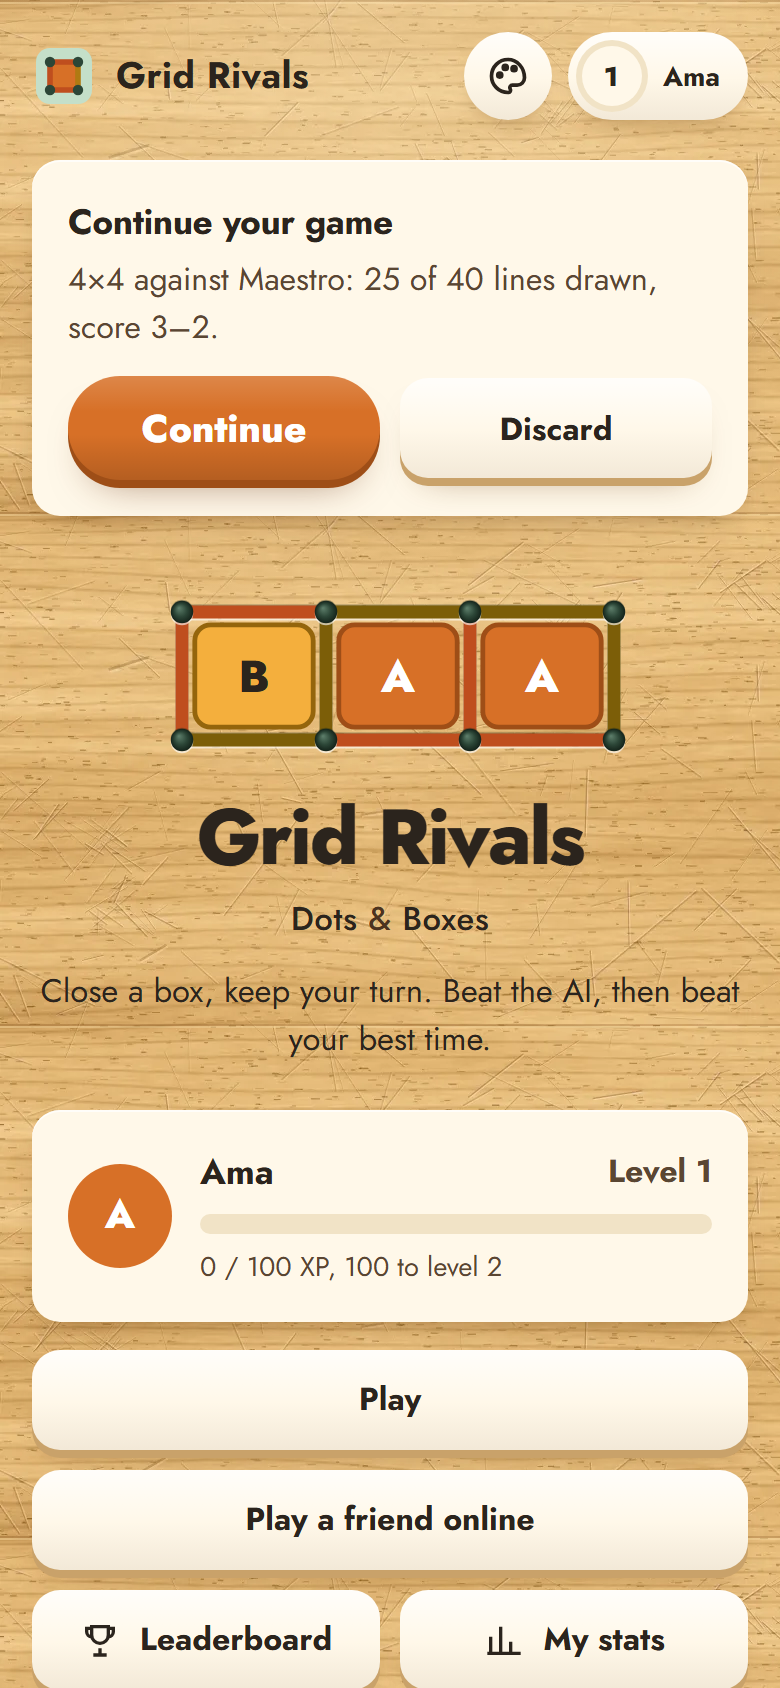 Grid Rivals
1
Ama
Continue your game
4×4 against Maestro: 25 of 40 lines drawn,
score 3–2.
Continue
Discard
B
A
A
Grid Rivals
Dots & Boxes
Close a box, keep your turn. Beat the AI, then beat
your best time.
A
Ama
Level 1
0 / 100 XP, 100 to level 2
Play
Play a friend online
Leaderboard
My stats